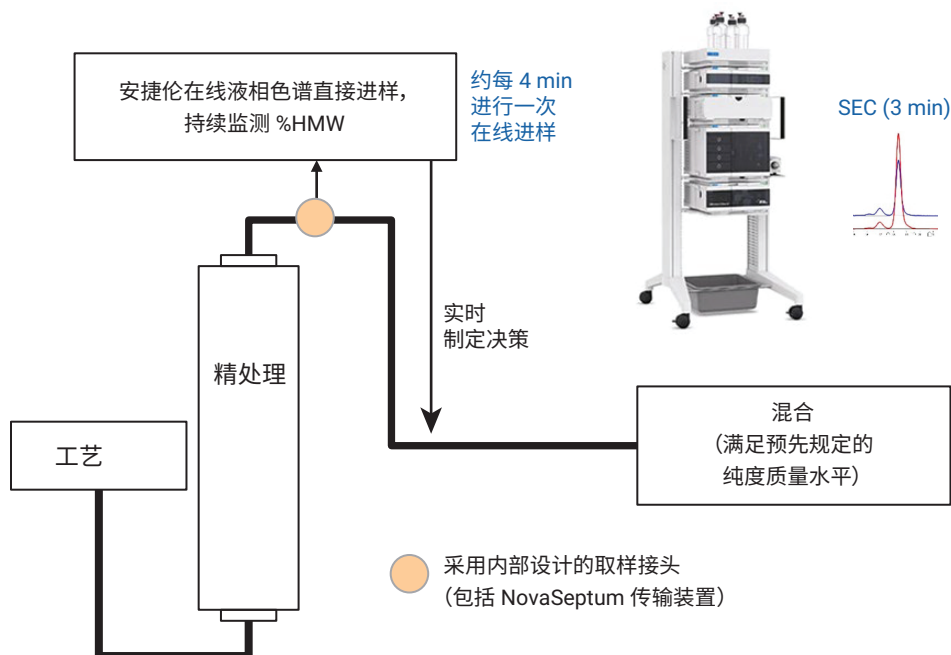 安捷伦在线液相色谱直接进样，
持续监测 %HMW
约每 4 min
进行一次
在线进样
SEC (3 min)
实时
制定决策
精处理
工艺
混合
（满足预先规定的
纯度质量水平）
采用内部设计的取样接头
（包括 NovaSeptum 传输装置）